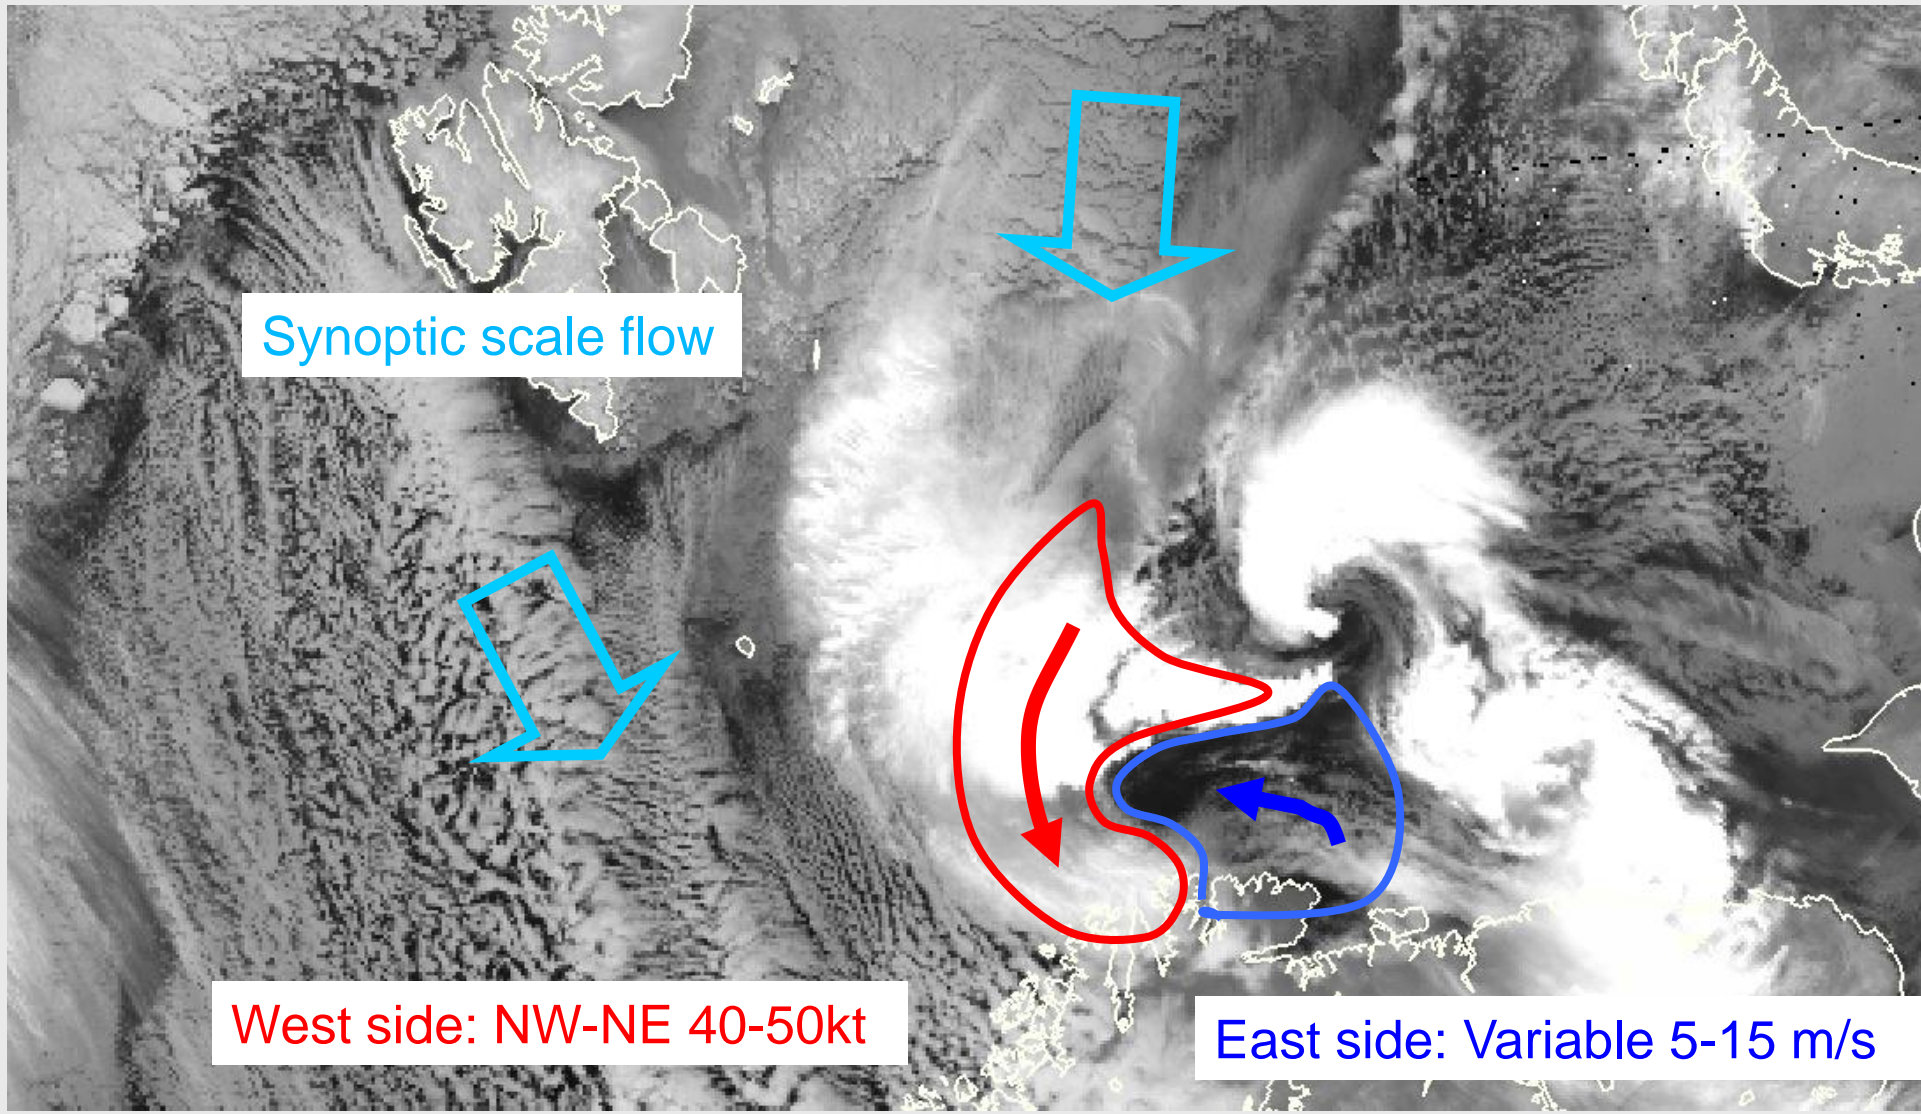 Synoptic scale flow
West side: NW-NE 40-50kt
East side: Variable 5-15 m/s